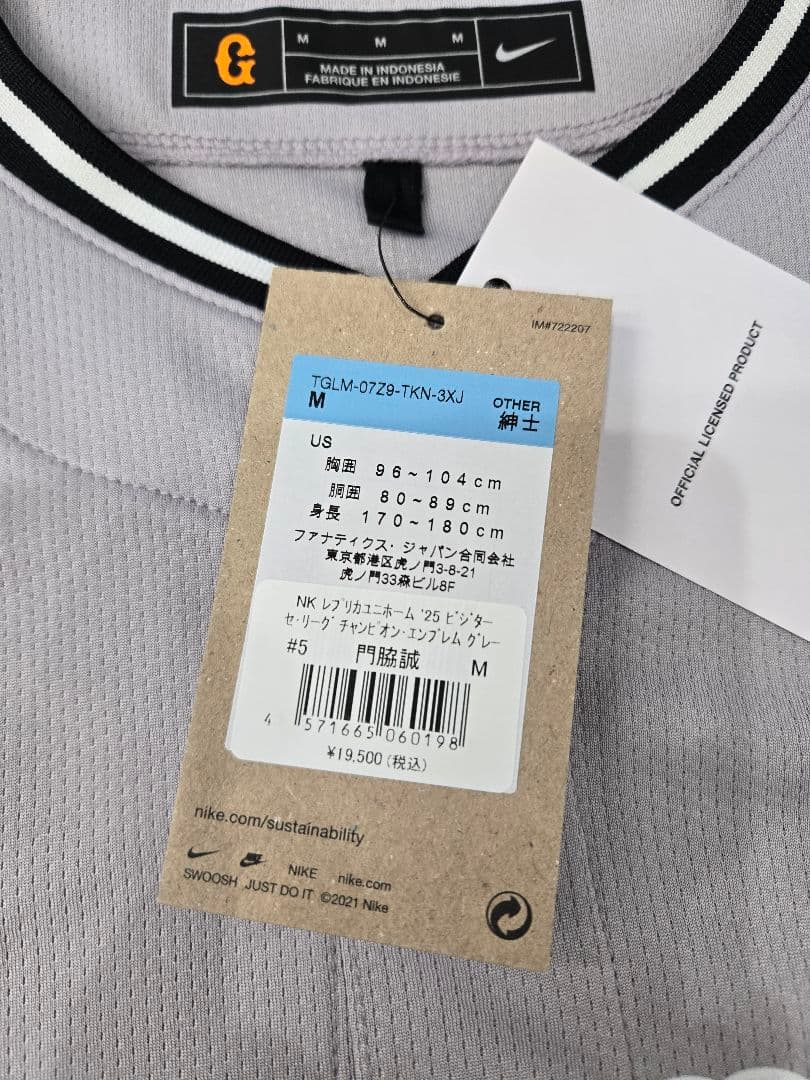 G
M M M
MADE IN INDONESIA
FABRIQUE EN INDONESIE
IM#722207
OFFICIAL LICENSED PRODUCT
TGLM-07Z9-TKN-3XJ
M
OTHER
紳士
US
胸囲 96~104cm
胴囲 80~89cm
身長 170~180cm
ファナティクス・ジャパン合同会社
東京都港区虎ノ門3-8-21
虎ノ門33森ビル8F
NK レプリカユニホーム '25 ビジター
セ・リーグ チャンピオン・エンブレム グレー
#5 門脇誠 M
4 571665 060198
¥19,500 (税込)
nike.com/sustainability
NIKE nike.com
SWOOSH JUST DO IT ©2021 Nike